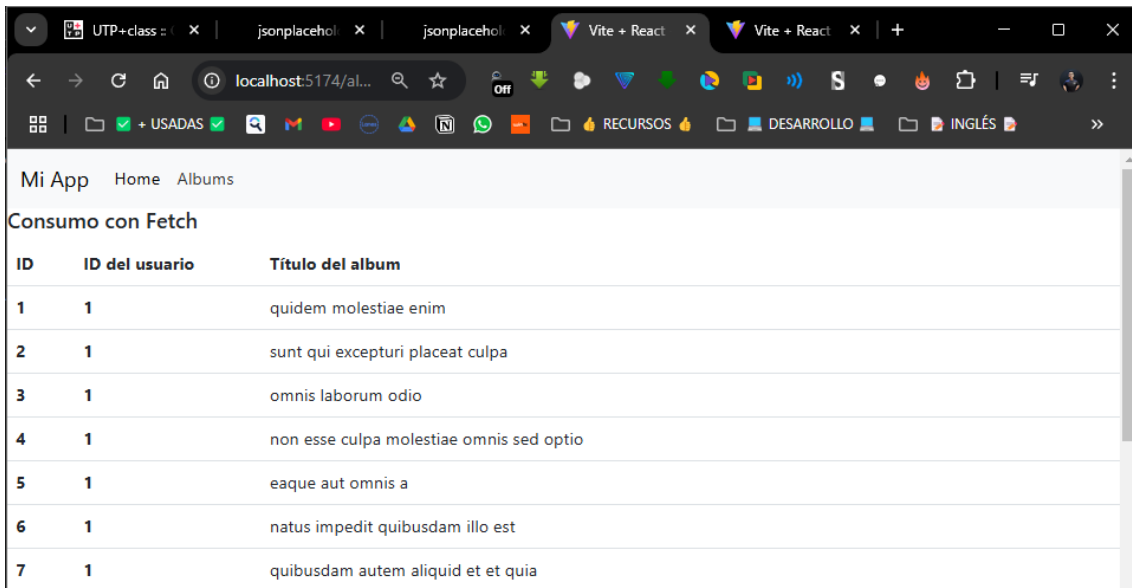 UTP+class ::
jsonplacehol
jsonplacehol
Vite + React
Vite + React
localhost:5174/al...
Off
+ USADAS
RECURSOS
DESARROLLO
INGLÉS
Mi App Home Albums
Consumo con Fetch
ID ID del usuario Título del album
1 1 quidem molestiae enim
2 1 sunt qui excepturi placeat culpa
3 1 omnis laborum odio
4 1 non esse culpa molestiae omnis sed optio
5 1 eaque aut omnis a
6 1 natus impedit quibusdam illo est
7 1 quibusdam autem aliquid et et quia